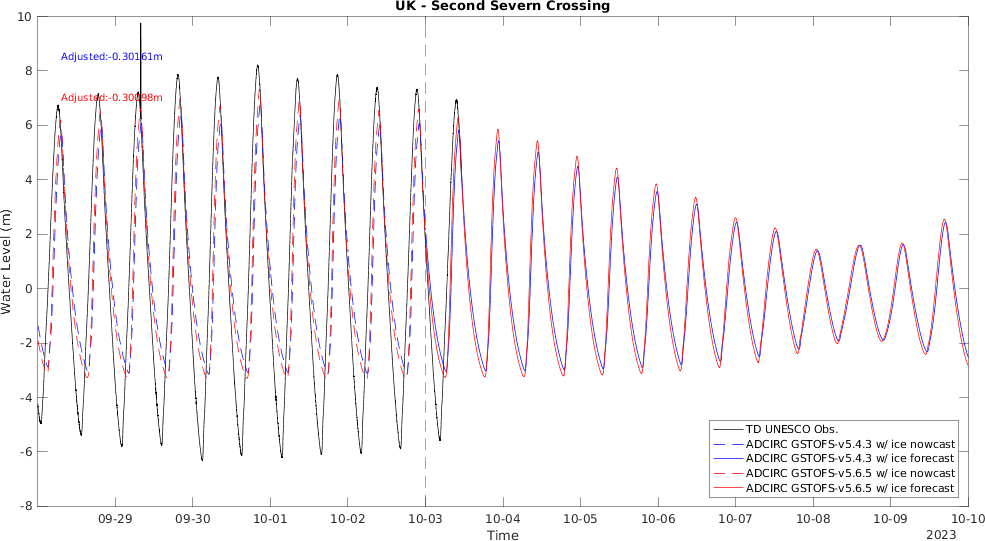 UK - Second Severn Crossing
10
8
6
4
2
0
-2
-4
-6
-8
Water Level (m)
Adjusted:-0.30161m
Adjusted:-0.30098m
TD UNESCO Obs.
ADCIRC GSTOFS-v5.4.3 w/ ice nowcast
ADCIRC GSTOFS-v5.4.3 w/ ice forecast
ADCIRC GSTOFS-v5.6.5 w/ ice nowcast
ADCIRC GSTOFS-v5.6.5 w/ ice forecast
09-29 09-30 10-01 10-02 10-03 10-04 10-05 10-06 10-07 10-08 10-09 10-10
Time
2023